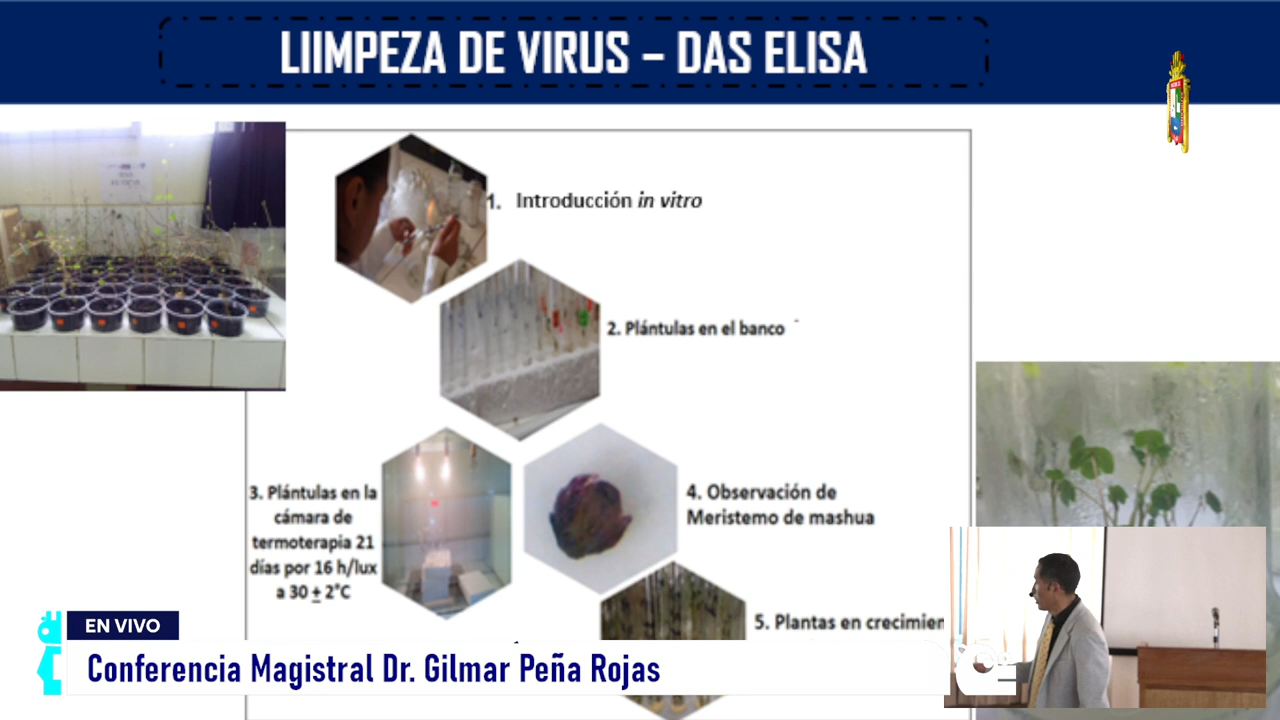 LIIMPEZA DE VIRUS – DAS ELISA
1. Introducción in vitro
2. Plántulas en el banco
3. Plántulas en la
cámara de
termoterapia 21
días por 16 h/lux
a 30 ± 2°C
4. Observación de
Meristemo de mashua
5. Plantas en crecimien
EN VIVO
Conferencia Magistral Dr. Gilmar Peña Rojas